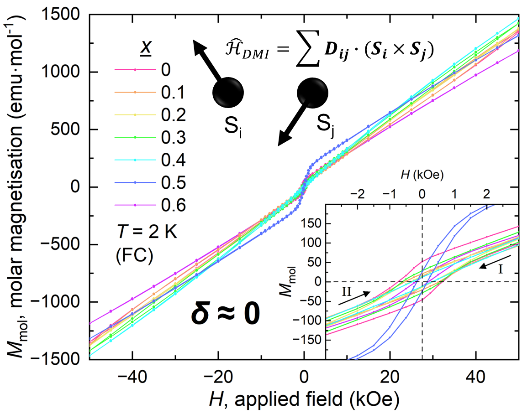 1500
1000
500
0
−500
−1000
−1500
M_mol, molar magnetisation (emu·mol⁻¹)
x
0
0.1
0.2
0.3
0.4
0.5
0.6
T = 2 K
(FC)
Ĥ_DMI = ∑ D_ij · (S_i × S_j)
S_i
S_j
δ ≈ 0
H (kOe)
−2 −1 0 1 2
150
100
50
0
−50
−100
−150
M_mol
II
I
−40 −20 0 20 40
H, applied field (kOe)